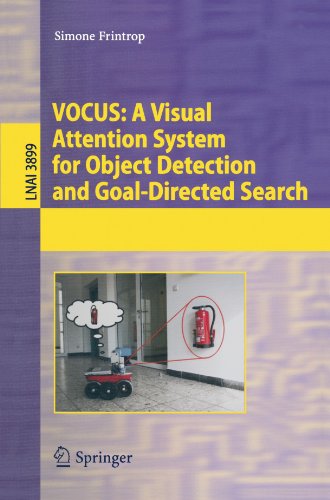 Simone Frintrop
LNAI 3899
VOCUS: A Visual
Attention System
for Object Detection
and Goal-Directed Search
Springer